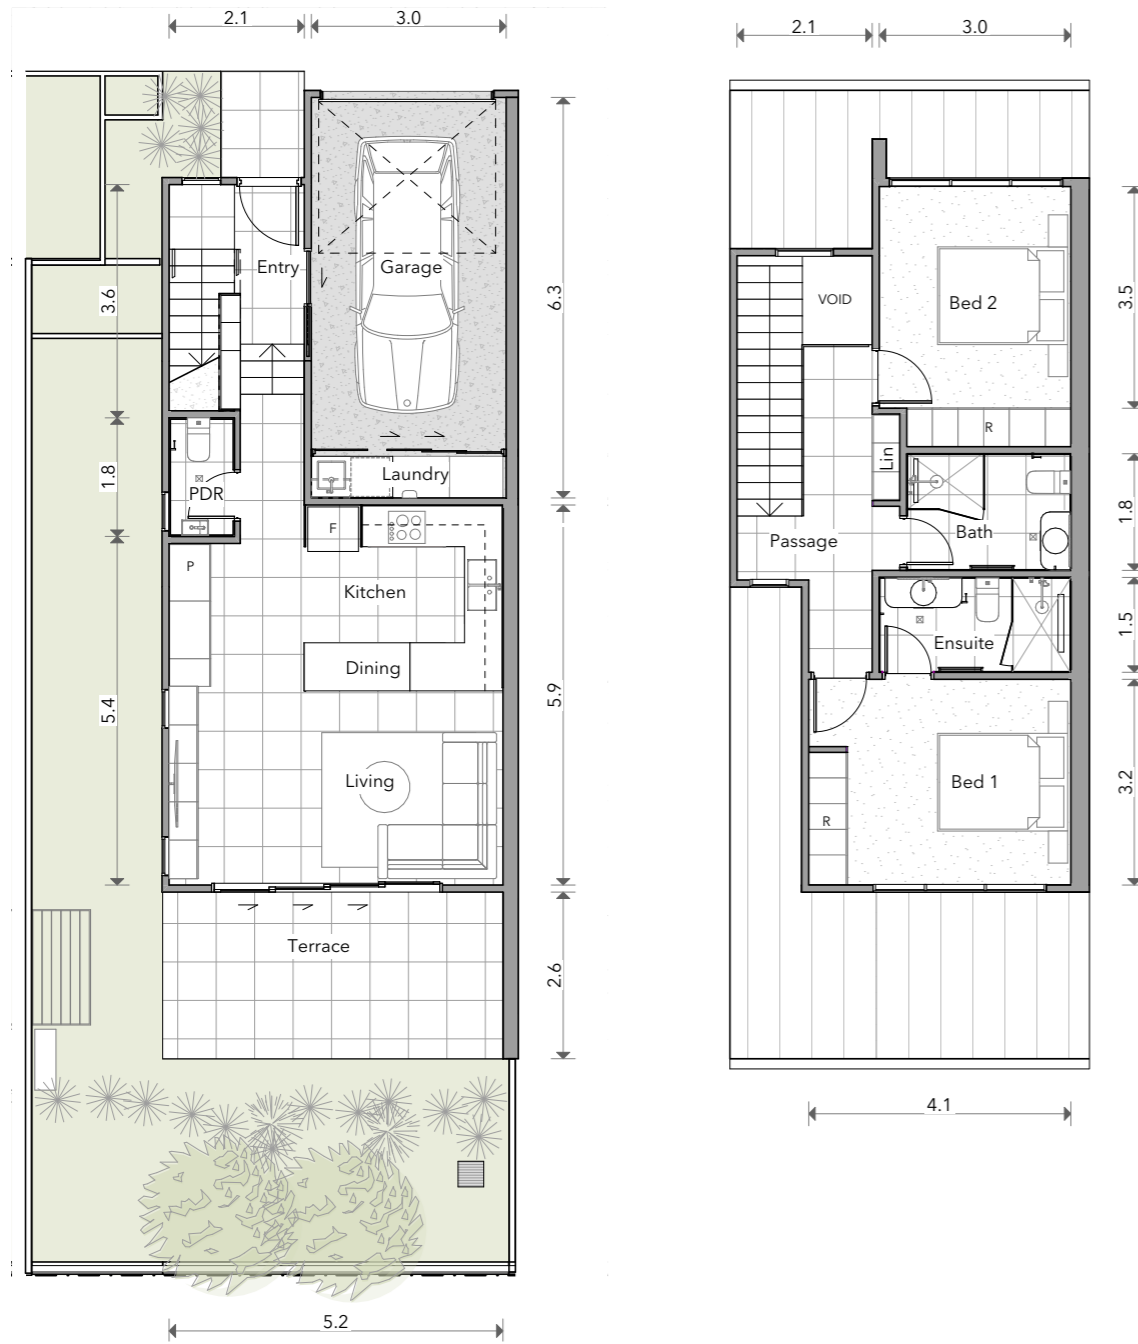 2.1
3.0
Entry
Garage
3.6
6.3
Laundry
1.8
PDR
F
P
Kitchen
Dining
5.4
5.9
Living
Terrace
2.6
5.2
2.1
3.0
VOID
Bed 2
3.5
R
Lin
Passage
Bath
1.8
Ensuite
1.5
Bed 1
R
3.2
4.1